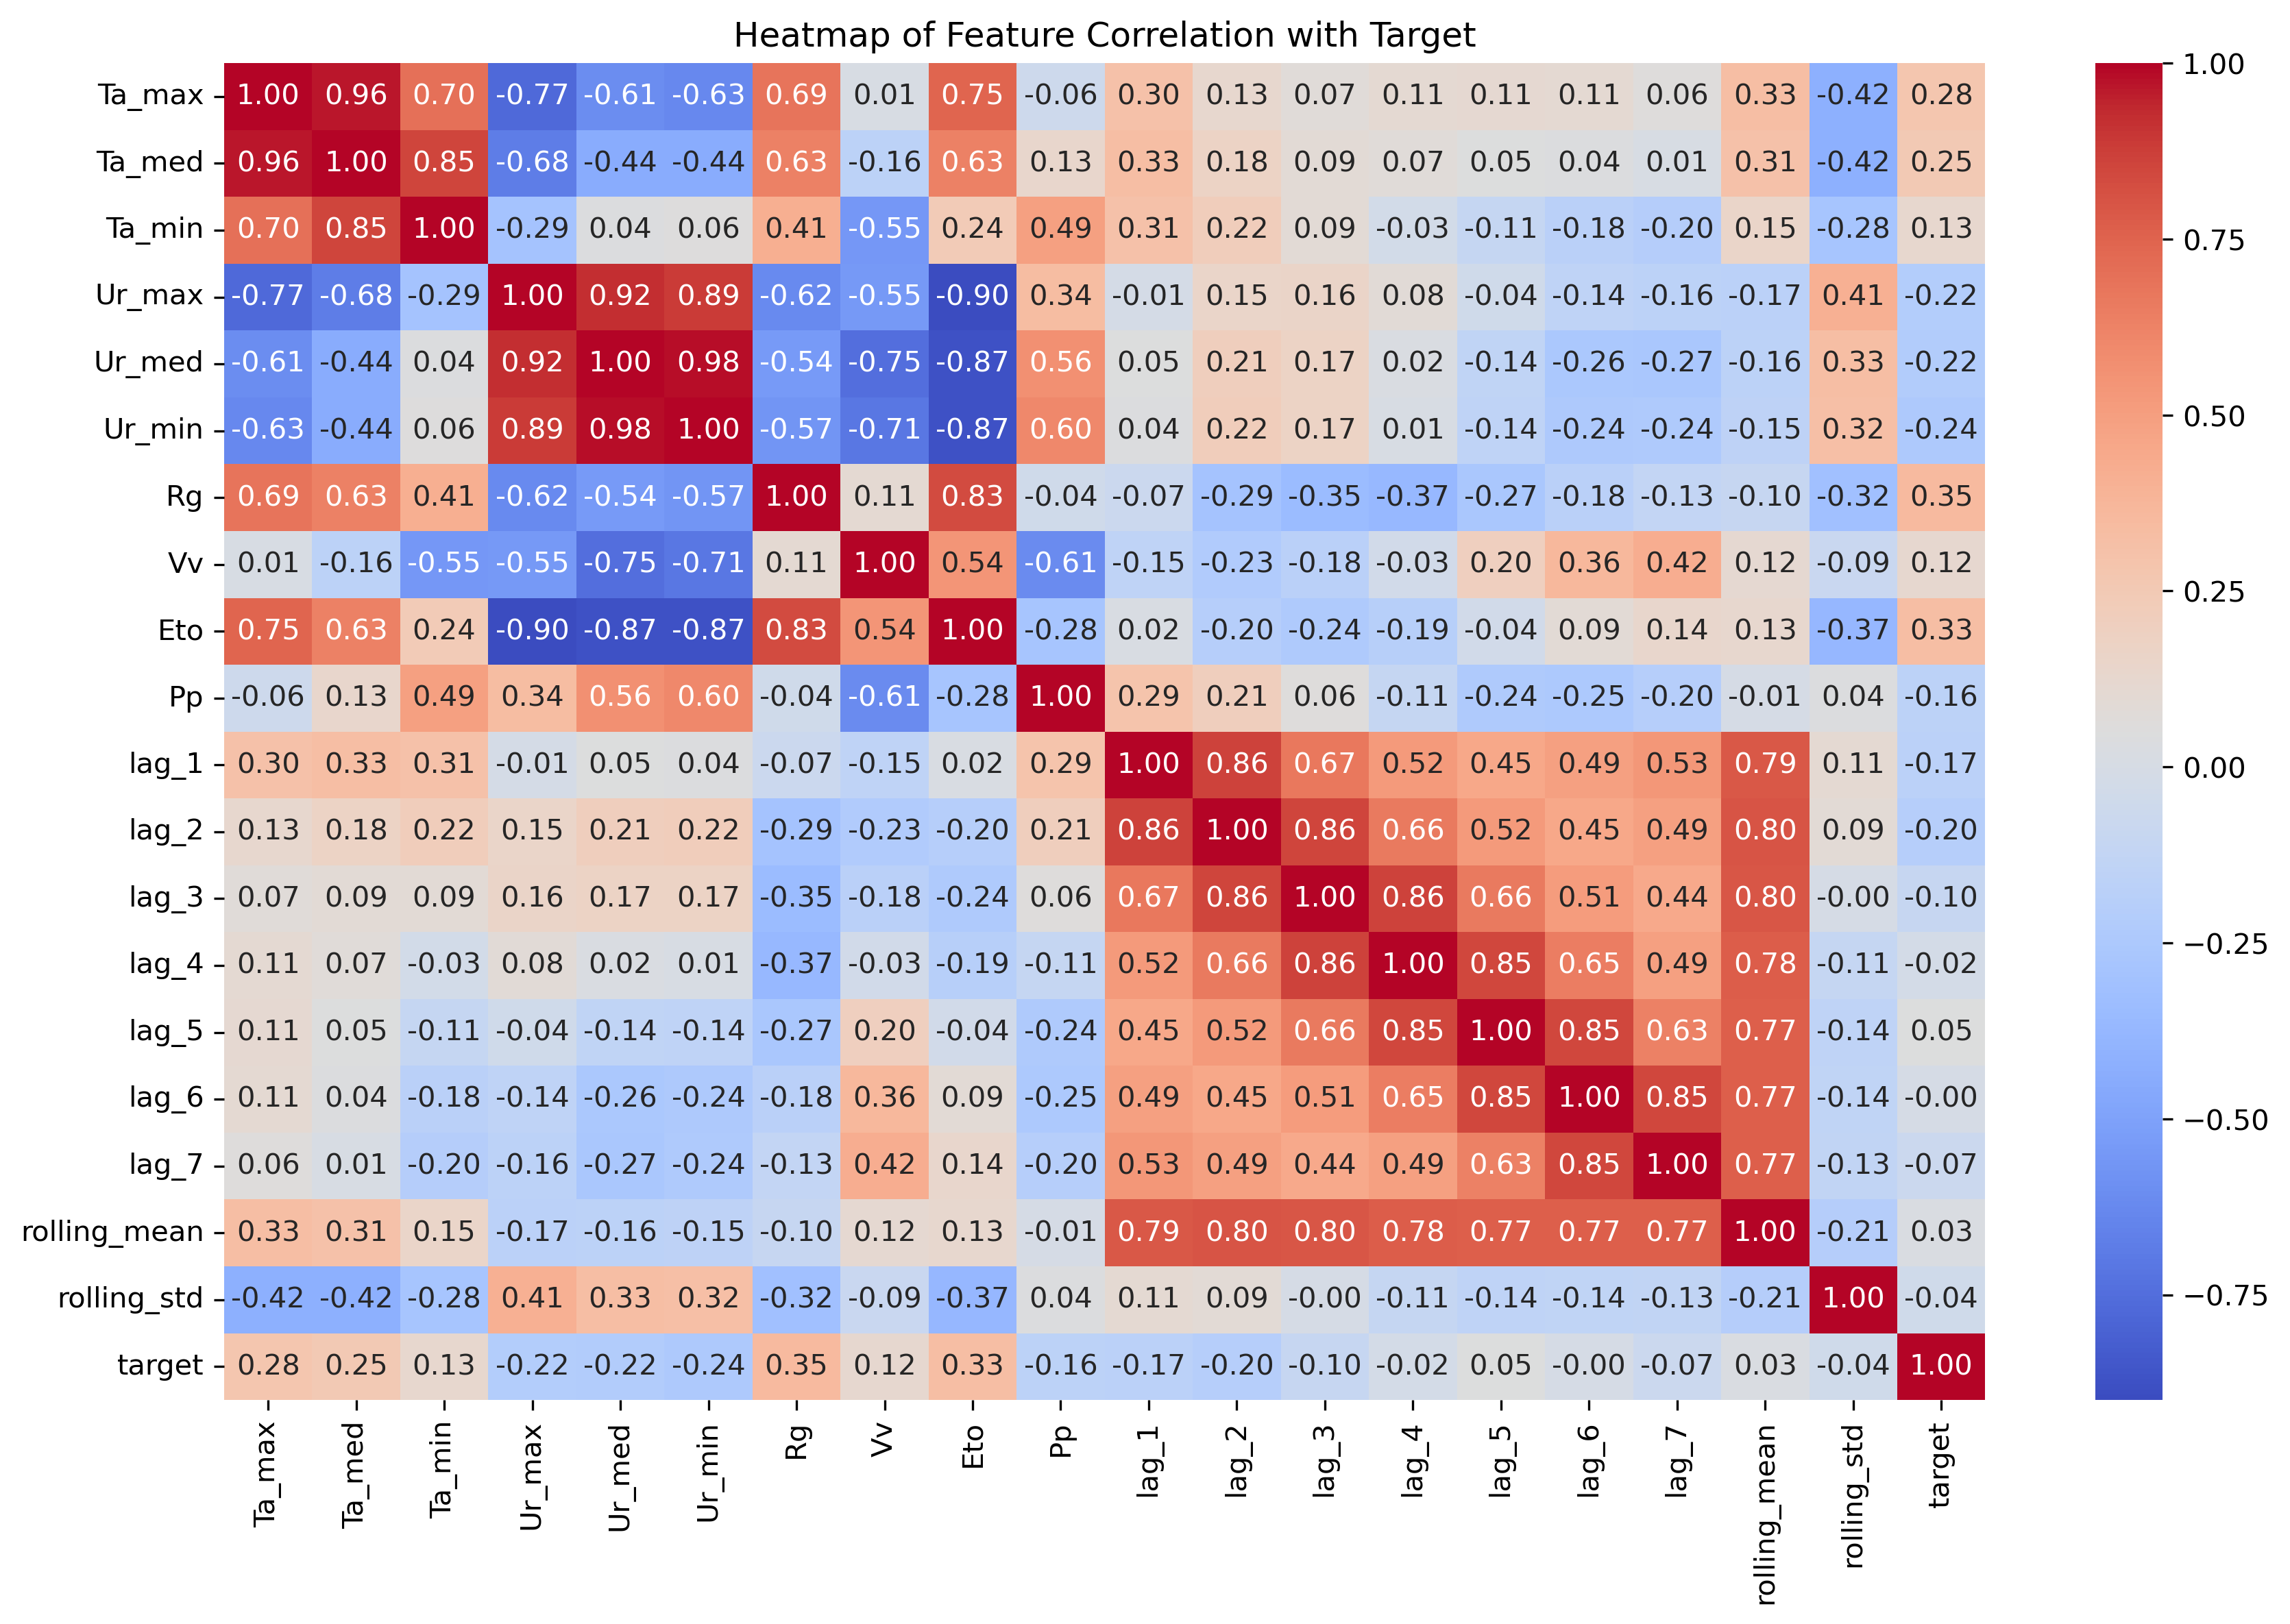 Heatmap of Feature Correlation with Target
Ta_max 1.00 0.96 0.70 -0.77 -0.61 -0.63 0.69 0.01 0.75 -0.06 0.30 0.13 0.07 0.11 0.11 0.11 0.06 0.33 -0.42 0.28
Ta_med 0.96 1.00 0.85 -0.68 -0.44 -0.44 0.63 -0.16 0.63 0.13 0.33 0.18 0.09 0.07 0.05 0.04 0.01 0.31 -0.42 0.25
Ta_min 0.70 0.85 1.00 -0.29 0.04 0.06 0.41 -0.55 0.24 0.49 0.31 0.22 0.09 -0.03 -0.11 -0.18 -0.20 0.15 -0.28 0.13
Ur_max -0.77 -0.68 -0.29 1.00 0.92 0.89 -0.62 -0.55 -0.90 0.34 -0.01 0.15 0.16 0.08 -0.04 -0.14 -0.16 -0.17 0.41 -0.22
Ur_med -0.61 -0.44 0.04 0.92 1.00 0.98 -0.54 -0.75 -0.87 0.56 0.05 0.21 0.17 0.02 -0.14 -0.26 -0.27 -0.16 0.33 -0.22
Ur_min -0.63 -0.44 0.06 0.89 0.98 1.00 -0.57 -0.71 -0.87 0.60 0.04 0.22 0.17 0.01 -0.14 -0.24 -0.24 -0.15 0.32 -0.24
Rg 0.69 0.63 0.41 -0.62 -0.54 -0.57 1.00 0.11 0.83 -0.04 -0.07 -0.29 -0.35 -0.37 -0.27 -0.18 -0.13 -0.10 -0.32 0.35
Vv 0.01 -0.16 -0.55 -0.55 -0.75 -0.71 0.11 1.00 0.54 -0.61 -0.15 -0.23 -0.18 -0.03 0.20 0.36 0.42 0.12 -0.09 0.12
Eto 0.75 0.63 0.24 -0.90 -0.87 -0.87 0.83 0.54 1.00 -0.28 0.02 -0.20 -0.24 -0.19 -0.04 0.09 0.14 0.13 -0.37 0.33
Pp -0.06 0.13 0.49 0.34 0.56 0.60 -0.04 -0.61 -0.28 1.00 0.29 0.21 0.06 -0.11 -0.24 -0.25 -0.20 -0.01 0.04 -0.16
lag_1 0.30 0.33 0.31 -0.01 0.05 0.04 -0.07 -0.15 0.02 0.29 1.00 0.86 0.67 0.52 0.45 0.49 0.53 0.79 0.11 -0.17
lag_2 0.13 0.18 0.22 0.15 0.21 0.22 -0.29 -0.23 -0.20 0.21 0.86 1.00 0.86 0.66 0.52 0.45 0.49 0.80 0.09 -0.20
lag_3 0.07 0.09 0.09 0.16 0.17 0.17 -0.35 -0.18 -0.24 0.06 0.67 0.86 1.00 0.86 0.66 0.51 0.44 0.80 -0.00 -0.10
lag_4 0.11 0.07 -0.03 0.08 0.02 0.01 -0.37 -0.03 -0.19 -0.11 0.52 0.66 0.86 1.00 0.85 0.65 0.49 0.78 -0.11 -0.02
lag_5 0.11 0.05 -0.11 -0.04 -0.14 -0.14 -0.27 0.20 -0.04 -0.24 0.45 0.52 0.66 0.85 1.00 0.85 0.63 0.77 -0.14 0.05
lag_6 0.11 0.04 -0.18 -0.14 -0.26 -0.24 -0.18 0.36 0.09 -0.25 0.49 0.45 0.51 0.65 0.85 1.00 0.85 0.77 -0.14 -0.00
lag_7 0.06 0.01 -0.20 -0.16 -0.27 -0.24 -0.13 0.42 0.14 -0.20 0.53 0.49 0.44 0.49 0.63 0.85 1.00 0.77 -0.13 -0.07
rolling_mean 0.33 0.31 0.15 -0.17 -0.16 -0.15 -0.10 0.12 0.13 -0.01 0.79 0.80 0.80 0.78 0.77 0.77 0.77 1.00 -0.21 0.03
rolling_std -0.42 -0.42 -0.28 0.41 0.33 0.32 -0.32 -0.09 -0.37 0.04 0.11 0.09 -0.00 -0.11 -0.14 -0.14 -0.13 -0.21 1.00 -0.04
target 0.28 0.25 0.13 -0.22 -0.22 -0.24 0.35 0.12 0.33 -0.16 -0.17 -0.20 -0.10 -0.02 0.05 -0.00 -0.07 0.03 -0.04 1.00
Ta_max Ta_med Ta_min Ur_max Ur_med Ur_min Rg Vv Eto Pp lag_1 lag_2 lag_3 lag_4 lag_5 lag_6 lag_7 rolling_mean rolling_std target
1.00
0.75
0.50
0.25
0.00
−0.25
−0.50
−0.75